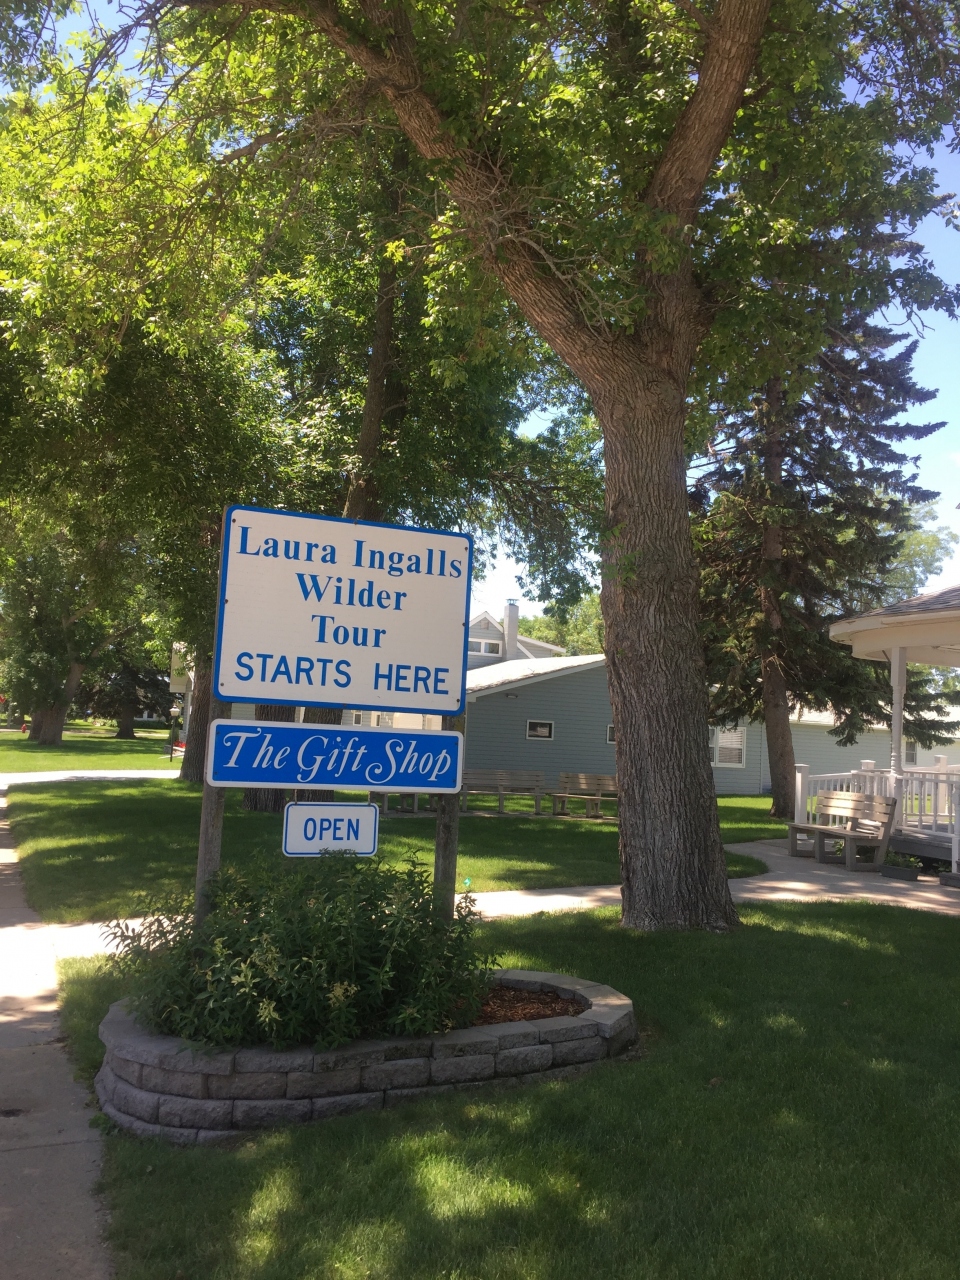 Laura Ingalls
Wilder
Tour
STARTS HERE
The Gift Shop
OPEN